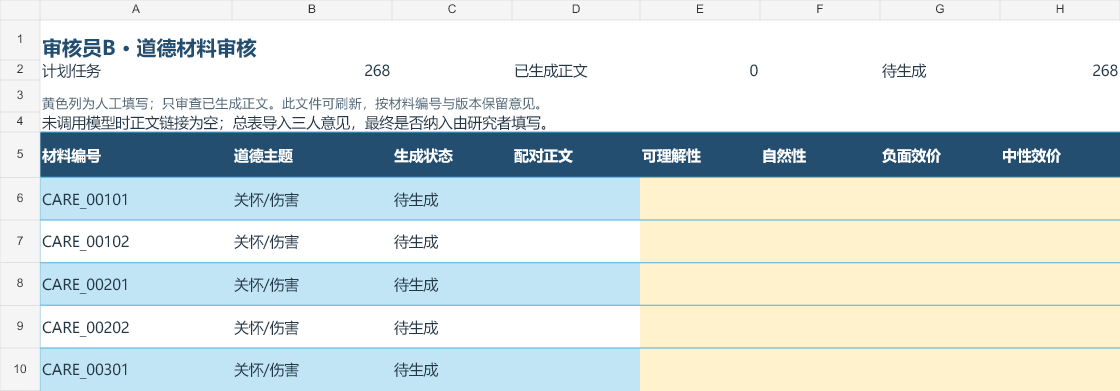 A B C D E F G H
1 审核员B·道德材料审核
2 计划任务 268 已生成正文 0 待生成 268
3 黄色列为人工填写；只审查已生成正文。此文件可刷新，按材料编号与版本保留意见。
4 未调用模型时正文链接为空；总表导入三人意见，最终是否纳入由研究者填写。
5 材料编号 道德主题 生成状态 配对正文 可理解性 自然性 负面效价 中性效价
6 CARE_00101 关怀/伤害 待生成
7 CARE_00102 关怀/伤害 待生成
8 CARE_00201 关怀/伤害 待生成
9 CARE_00202 关怀/伤害 待生成
10 CARE_00301 关怀/伤害 待生成